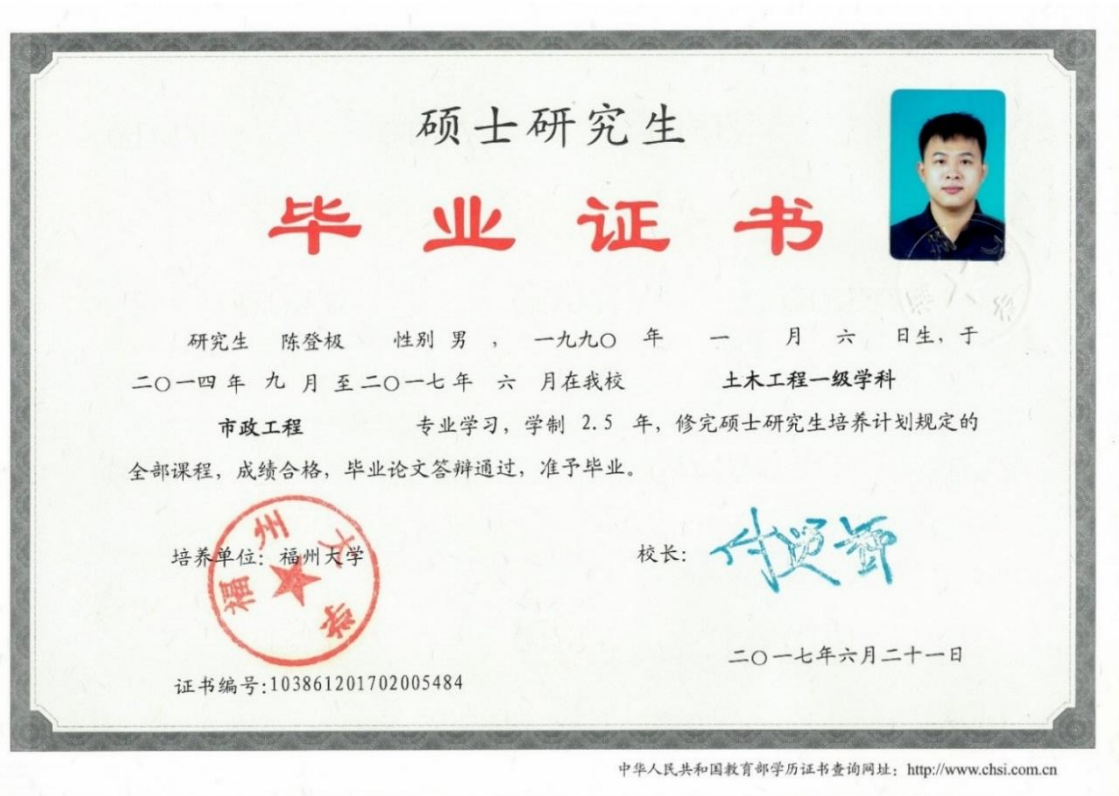 硕士研究生
毕业证书
研究生 陈登极 性别 男 , 一九九〇 年 一 月 六 日生，于
二〇一四 年 九 月 至 二〇一七 年 六 月在我校 土木工程一级学科
市政工程 专业学习，学制 2.5 年，修完硕士研究生培养计划规定的
全部课程，成绩合格，毕业论文答辩通过，准予毕业。
培养单位：福州大学
福州大学
校长：
二〇一七年六月二十一日
证书编号:103861201702005484
中华人民共和国教育部学历证书查询网址：http://www.chsi.com.cn